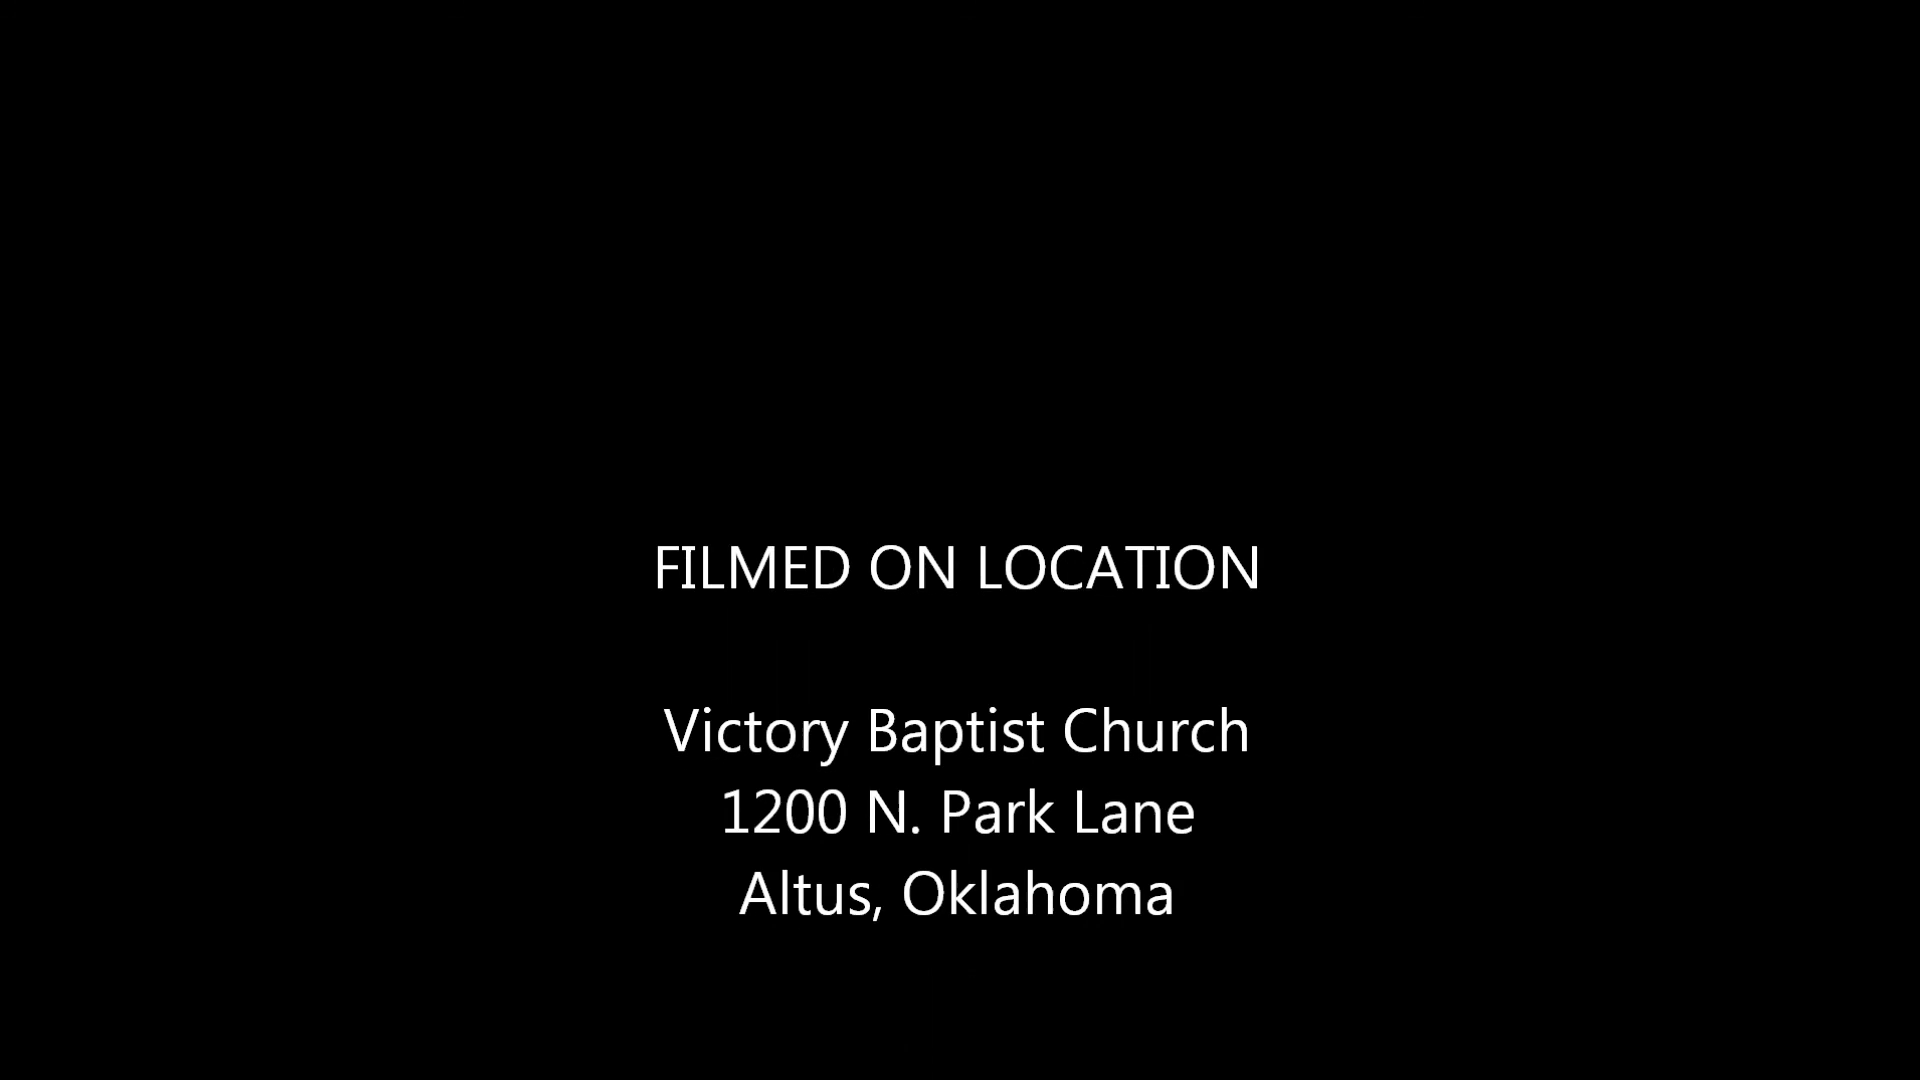 FILMED ON LOCATION
Victory Baptist Church
1200 N. Park Lane
Altus, Oklahoma